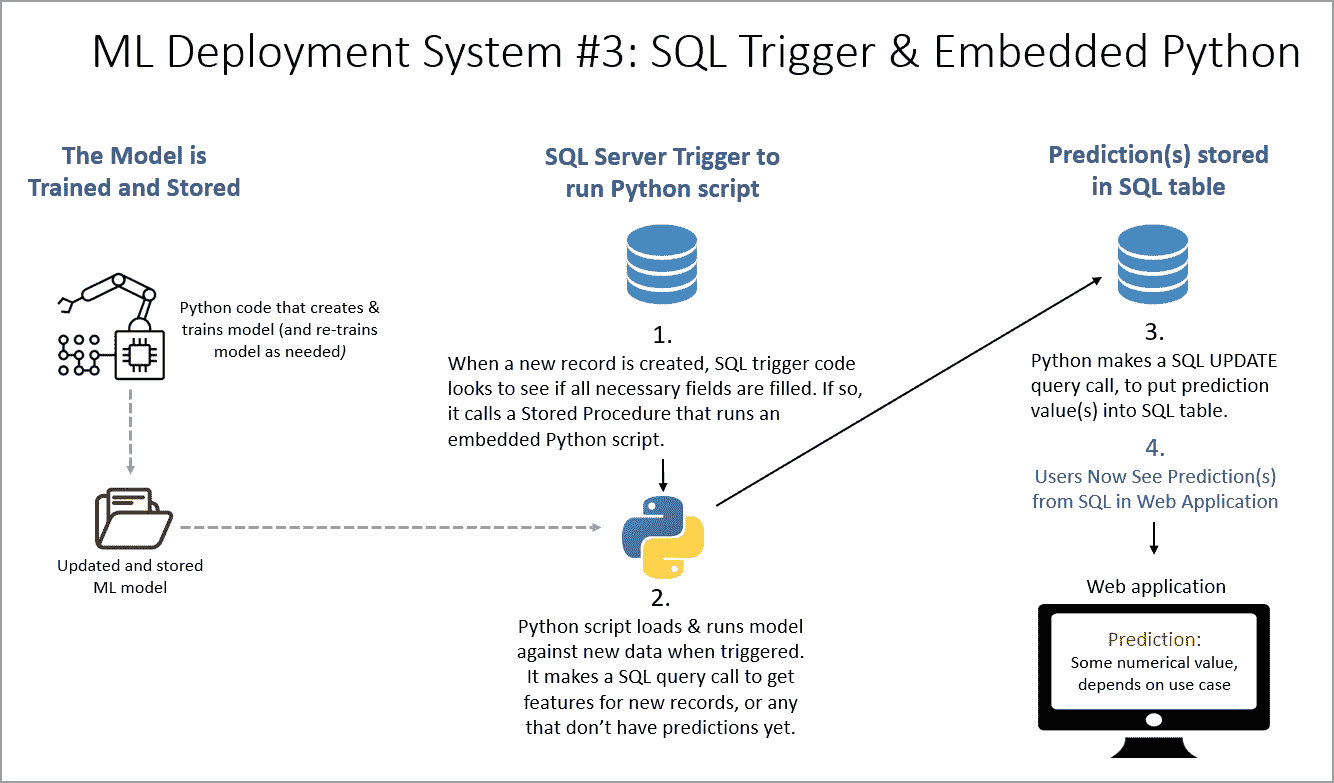 ML Deployment System #3: SQL Trigger & Embedded Python
The Model is
Trained and Stored
Python code that creates &
trains model (and re-trains
model as needed)
Updated and stored
ML model
SQL Server Trigger to
run Python script
1.
When a new record is created, SQL trigger code
looks to see if all necessary fields are filled. If so,
it calls a Stored Procedure that runs an
embedded Python script.
2.
Python script loads & runs model
against new data when triggered.
It makes a SQL query call to get
features for new records, or any
that don’t have predictions yet.
Prediction(s) stored
in SQL table
3.
Python makes a SQL UPDATE
query call, to put prediction
value(s) into SQL table.
4.
Users Now See Prediction(s)
from SQL in Web Application
Web application
Prediction:
Some numerical value,
depends on use case